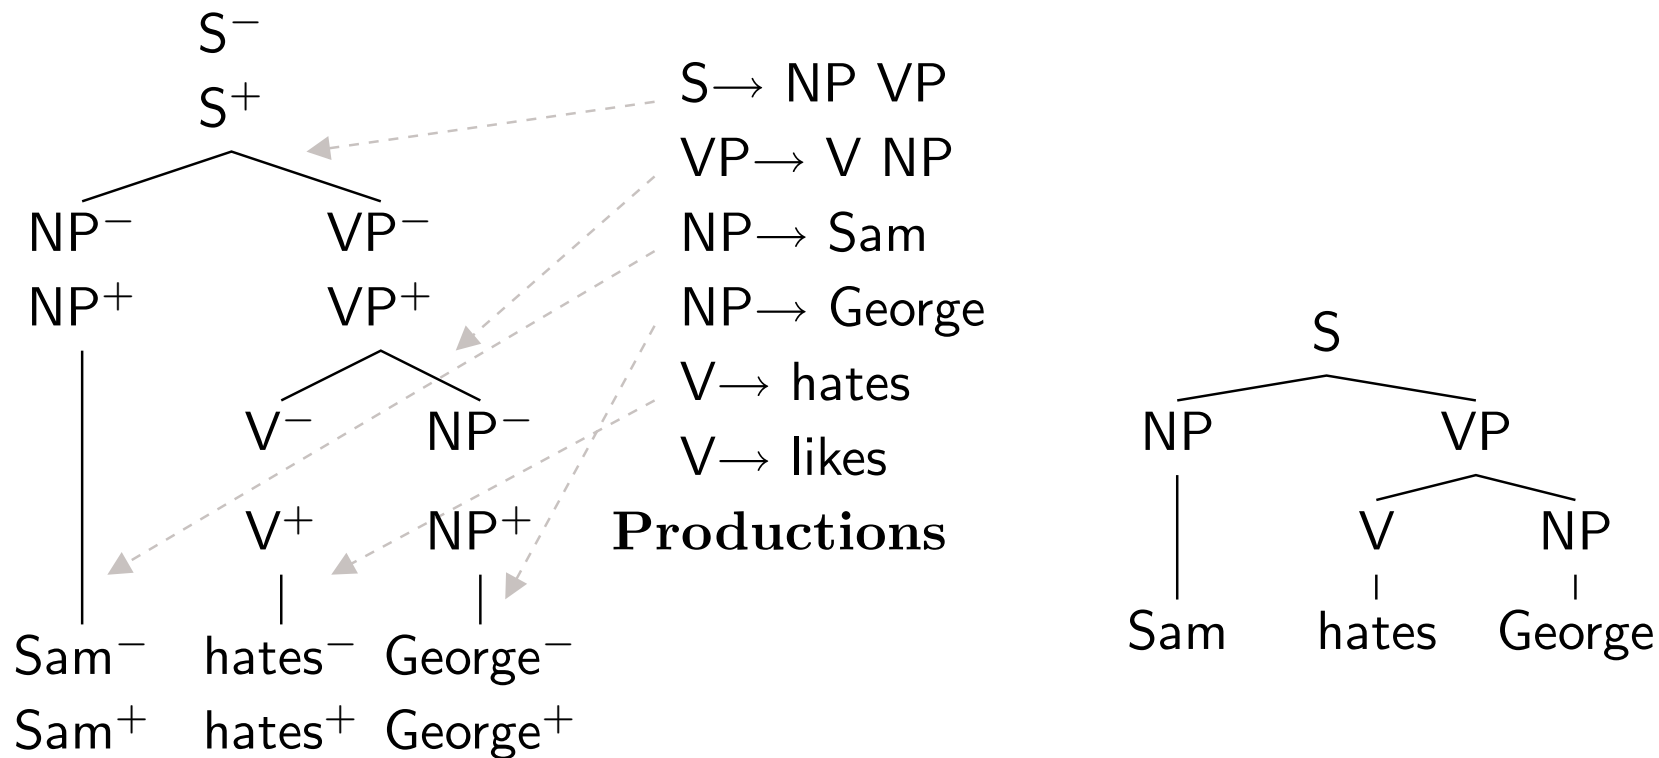 S⁻
S⁺
NP⁻ VP⁻
NP⁺ VP⁺
V⁻ NP⁻
V⁺ NP⁺
Sam⁻ hates⁻ George⁻
Sam⁺ hates⁺ George⁺
S→ NP VP
VP→ V NP
NP→ Sam
NP→ George
V→ hates
V→ likes
Productions
S
NP VP
V NP
Sam hates George